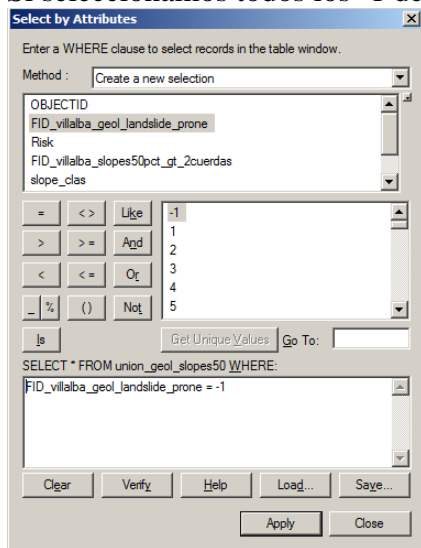 Select by Attributes
Enter a WHERE clause to select records in the table window.
Method : Create a new selection
OBJECTID
FID_villalba_geol_landslide_prone
Risk
FID_villalba_slopes50pct_gt_2cuerdas
slope_clas
= <> Like -1
1
> >= And 2
3
< <= Or 4
_ % () Not 5
Is Get Unique Values Go To:
SELECT * FROM union_geol_slopes50 WHERE:
FID_villalba_geol_landslide_prone = -1
Clear Verify Help Load... Save...
Apply Close